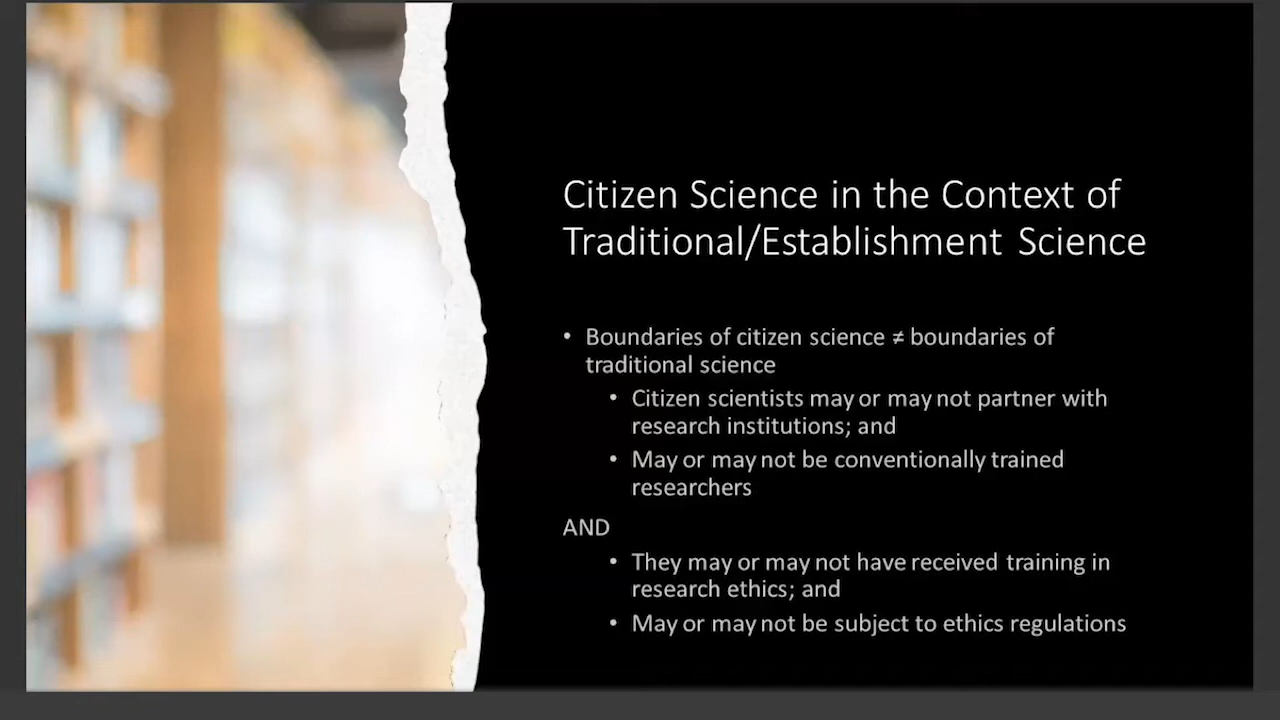 Citizen Science in the Context of
Traditional/Establishment Science
• Boundaries of citizen science ≠ boundaries of
traditional science
• Citizen scientists may or may not partner with
research institutions; and
• May or may not be conventionally trained
researchers
AND
• They may or may not have received training in
research ethics; and
• May or may not be subject to ethics regulations